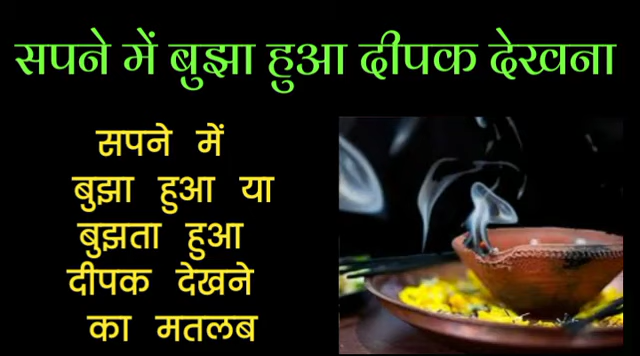 सपने में बुझा हुआ दीपक देखना
सपने में
बुझा हुआ या
बुझता हुआ
दीपक देखने
का मतलब